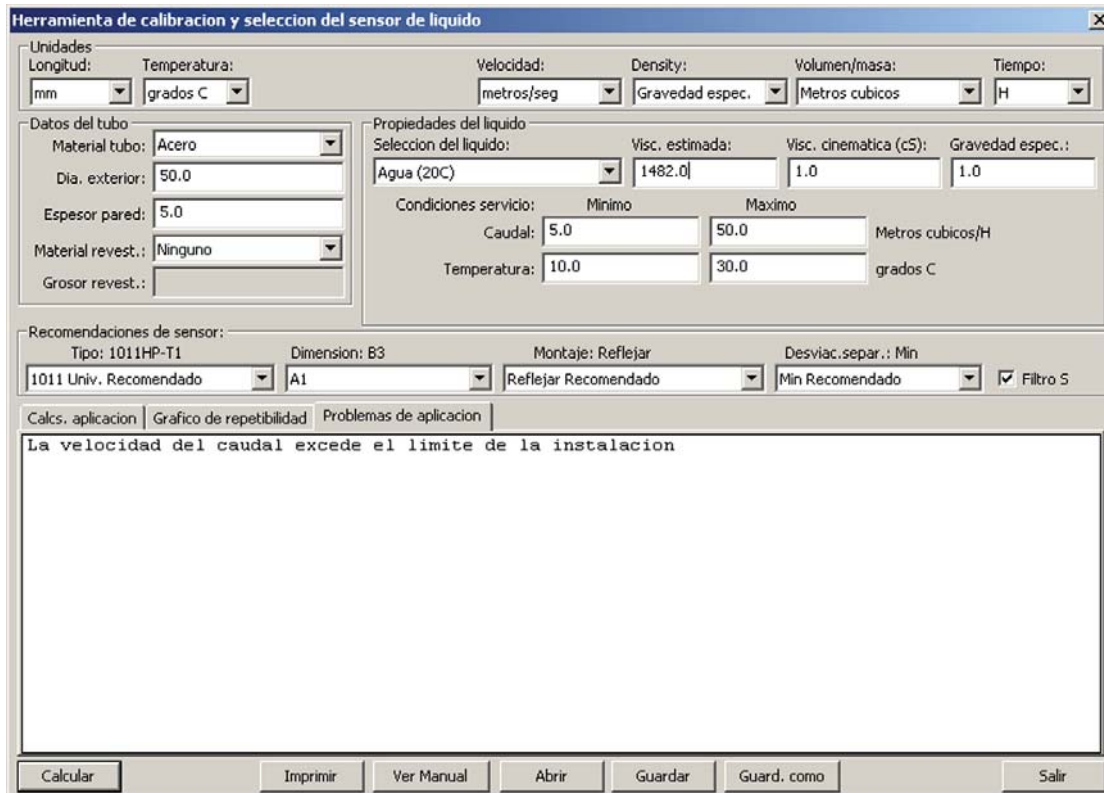 Herramienta de calibracion y seleccion del sensor de liquido
Unidades
Longitud: Temperatura: Velocidad: Density: Volumen/masa: Tiempo:
mm grados C metros/seg Gravedad espec. Metros cubicos H
Datos del tubo
Material tubo: Acero
Dia. exterior: 50.0
Espesor pared: 5.0
Material revest.: Ninguno
Grosor revest.:
Propiedades del liquido
Seleccion del liquido: Visc. estimada: Visc. cinematica (cS): Gravedad espec.:
Agua (20C) 1482.0 1.0 1.0
Condiciones servicio: Minimo Maximo
Caudal: 5.0 50.0 Metros cubicos/H
Temperatura: 10.0 30.0 grados C
Recomendaciones de sensor:
Tipo: 1011HP-T1 Dimension: B3 Montaje: Reflejar Desviac.separ.: Min
1011 Univ. Recomendado A1 Reflejar Recomendado Min Recomendado Filtro S
Calcs. aplicacion Grafico de repetibilidad Problemas de aplicacion
La velocidad del caudal excede el limite de la instalacion
Calcular Imprimir Ver Manual Abrir Guardar Guard. como Salir